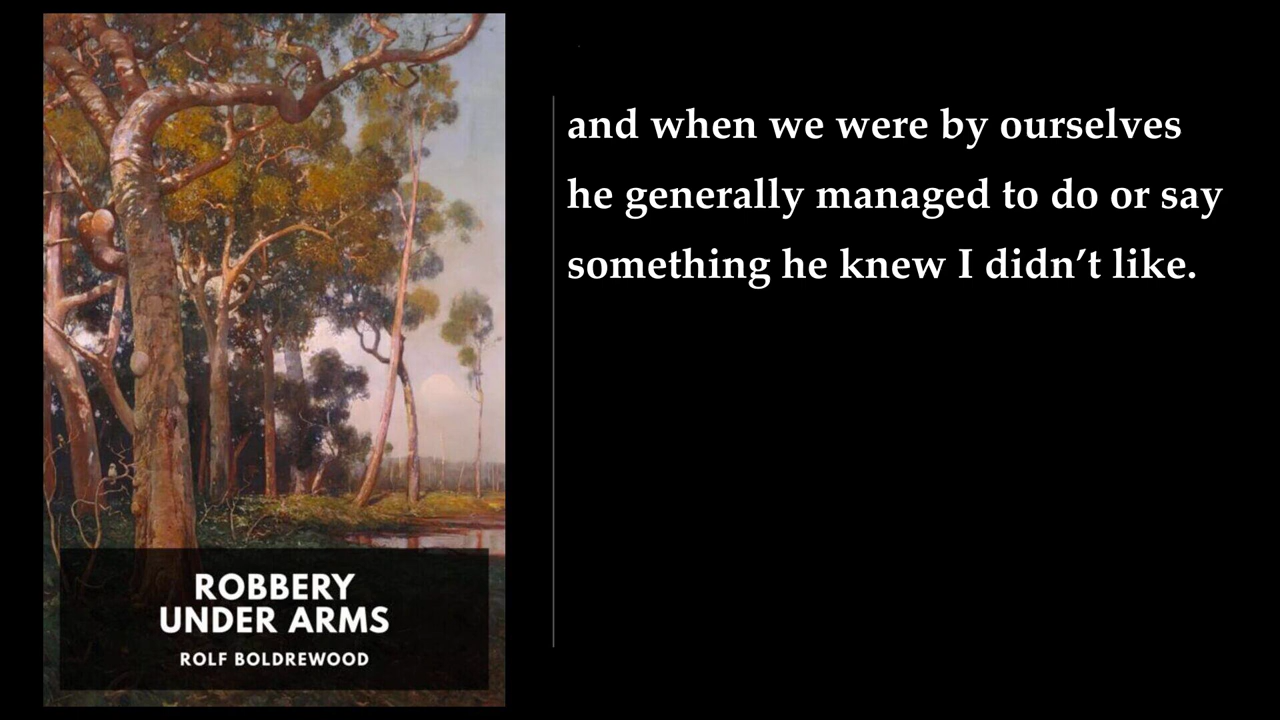 and when we were by ourselves
he generally managed to do or say
something he knew I didn’t like.
ROBBERY
UNDER ARMS
ROLF BOLDREWOOD